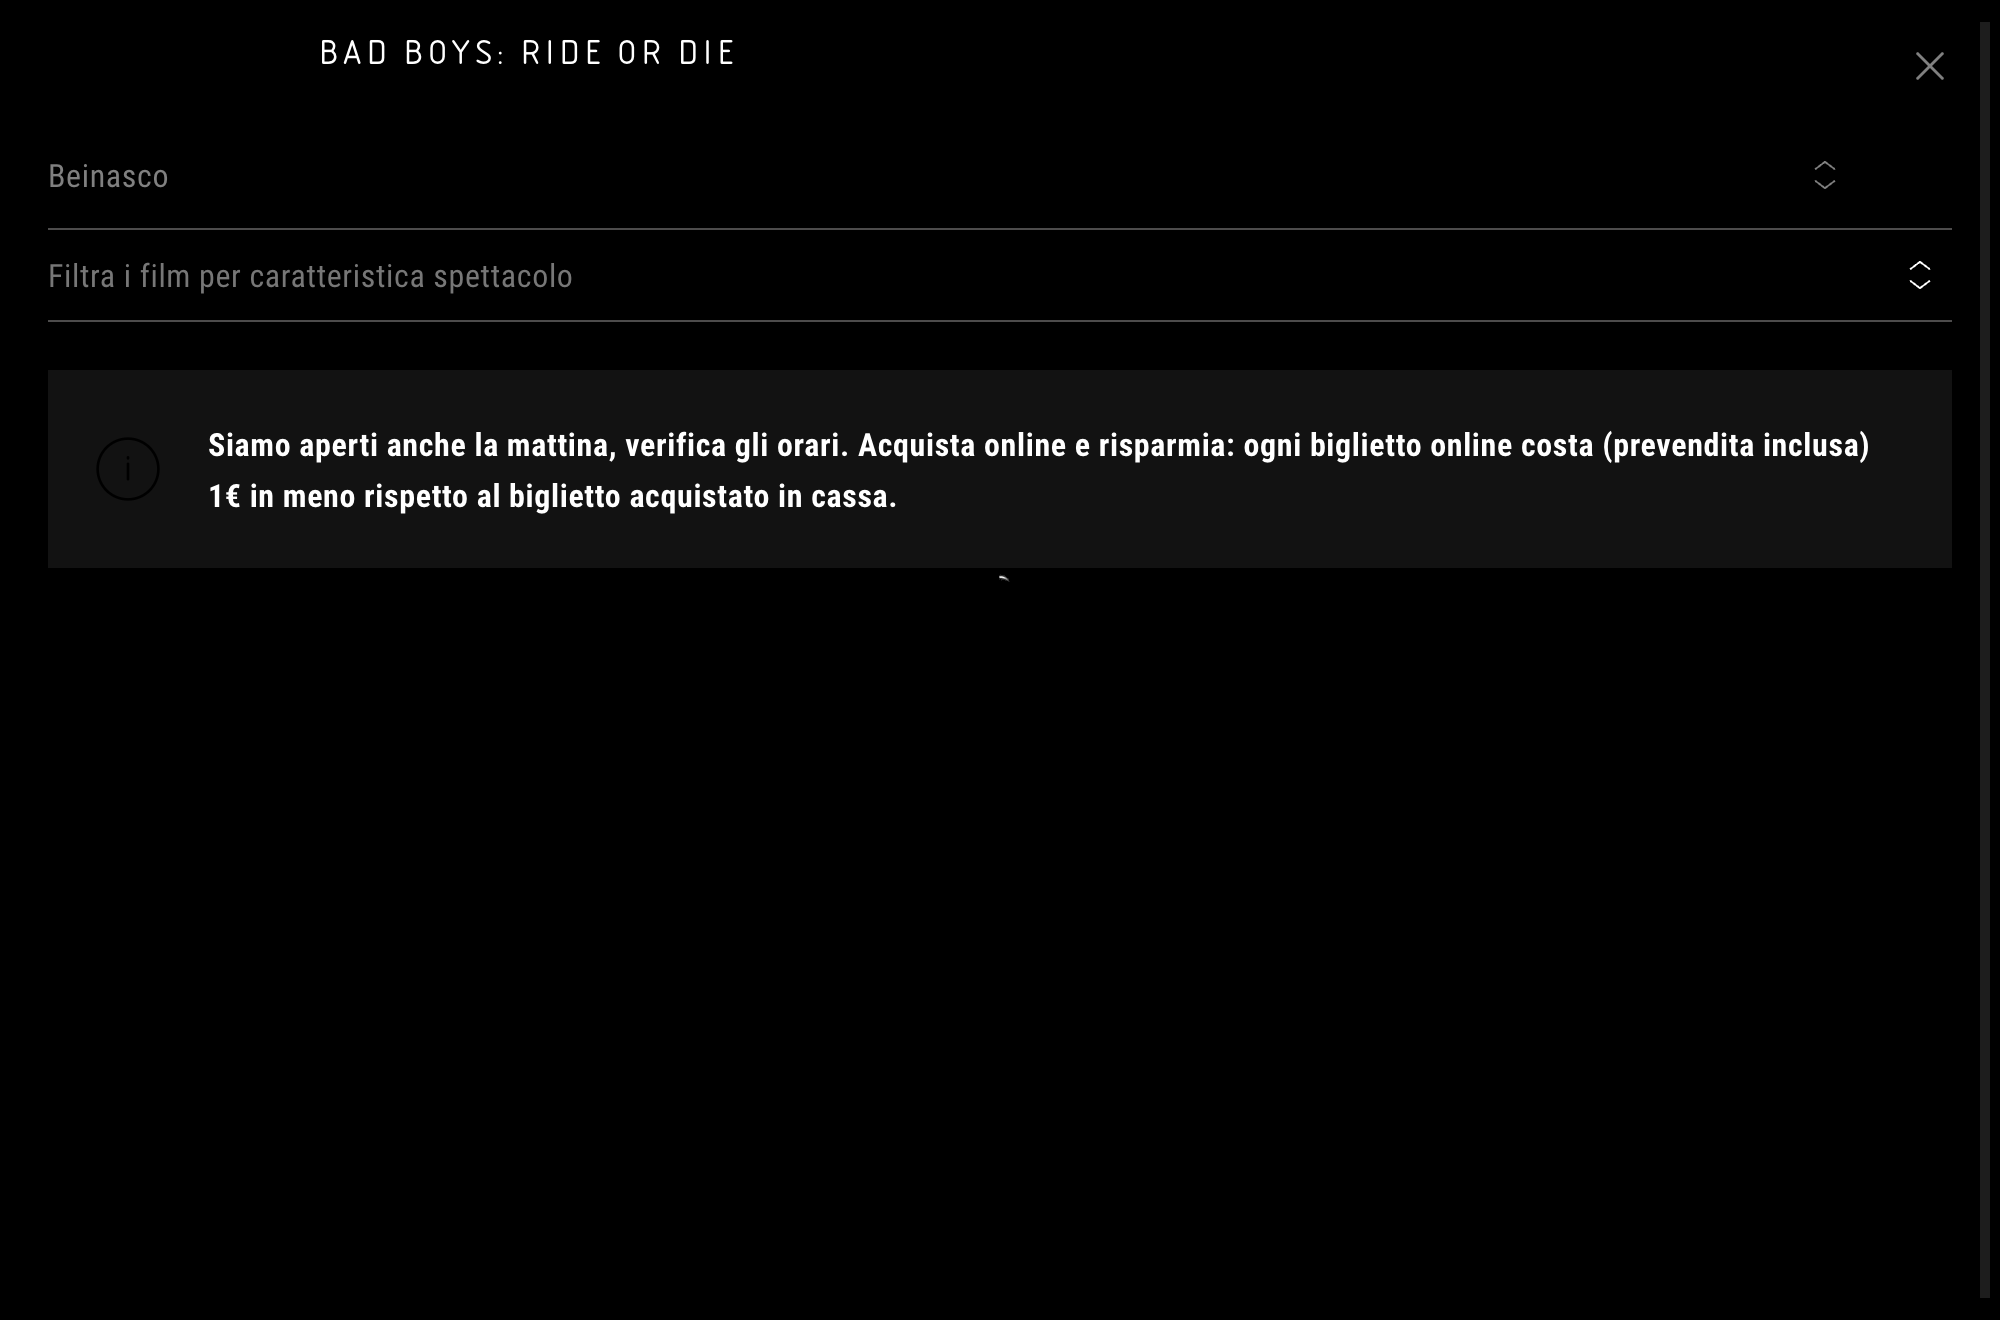 BAD BOYS: RIDE OR DIE
Beinasco
Filtra i film per caratteristica spettacolo
i
Siamo aperti anche la mattina, verifica gli orari. Acquista online e risparmia: ogni biglietto online costa (prevendita inclusa)
1€ in meno rispetto al biglietto acquistato in cassa.